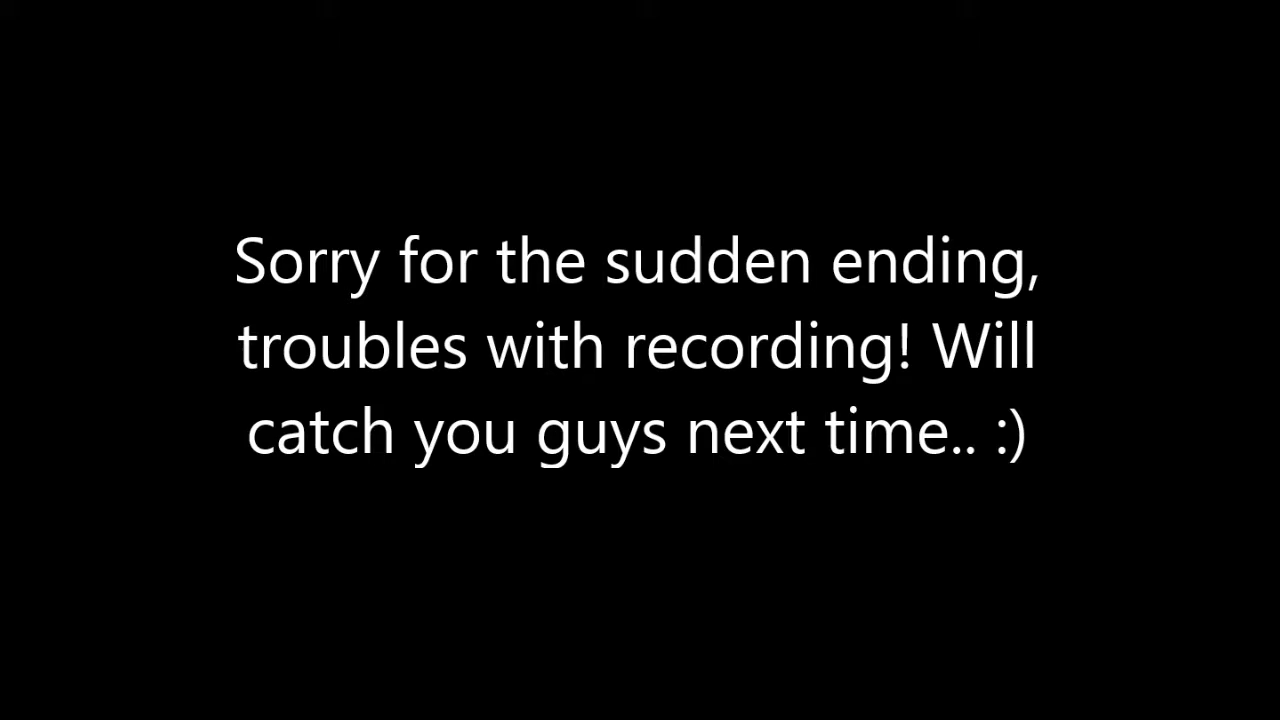 Sorry for the sudden ending,
troubles with recording! Will
catch you guys next time.. :)